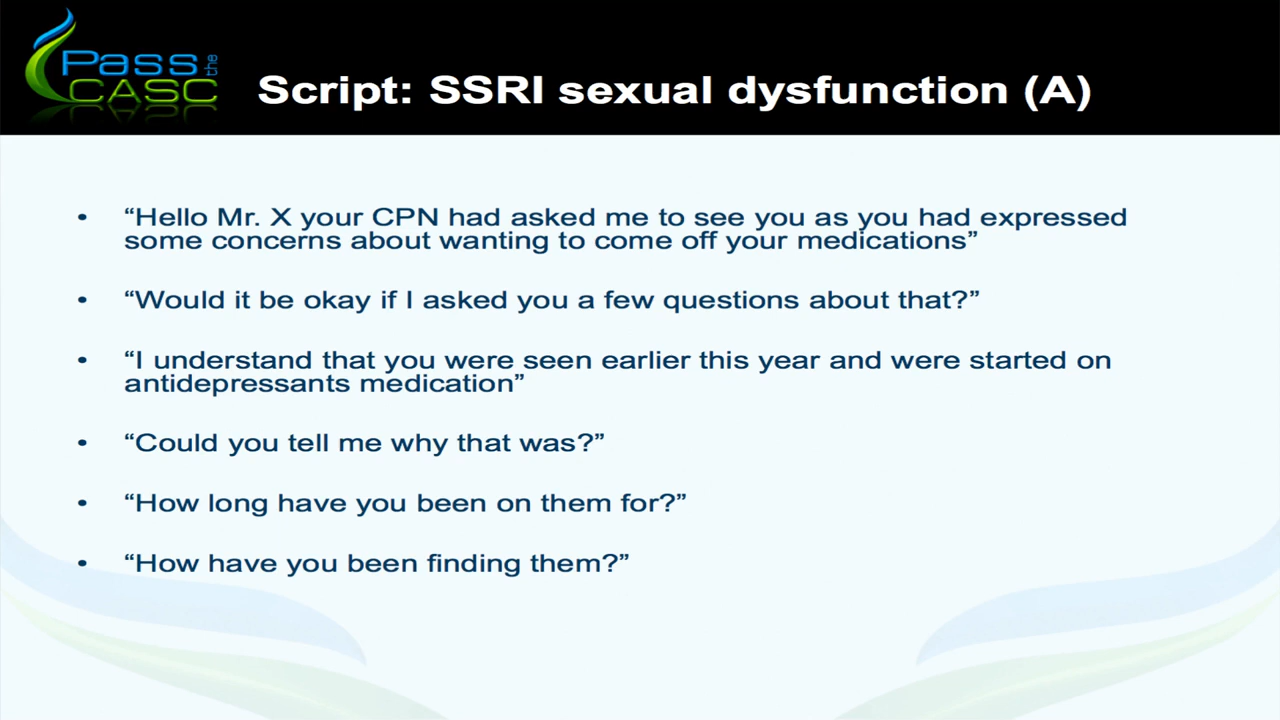 Pass the
CASC
Script: SSRI sexual dysfunction (A)
• “Hello Mr. X your CPN had asked me to see you as you had expressed
some concerns about wanting to come off your medications”
• “Would it be okay if I asked you a few questions about that?”
• “I understand that you were seen earlier this year and were started on
antidepressants medication”
• “Could you tell me why that was?”
• “How long have you been on them for?”
• “How have you been finding them?”